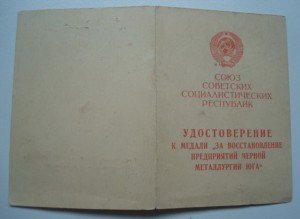 СОЮЗ
СОВЕТСКИХ
СОЦИАЛИСТИЧЕСКИХ
РЕСПУБЛИК
УДОСТОВЕРЕНИЕ
К МЕДАЛИ „ЗА ВОССТАНОВЛЕНИЕ
ПРЕДПРИЯТИЙ ЧЕРНОЙ
МЕТАЛЛУРГИИ ЮГА“